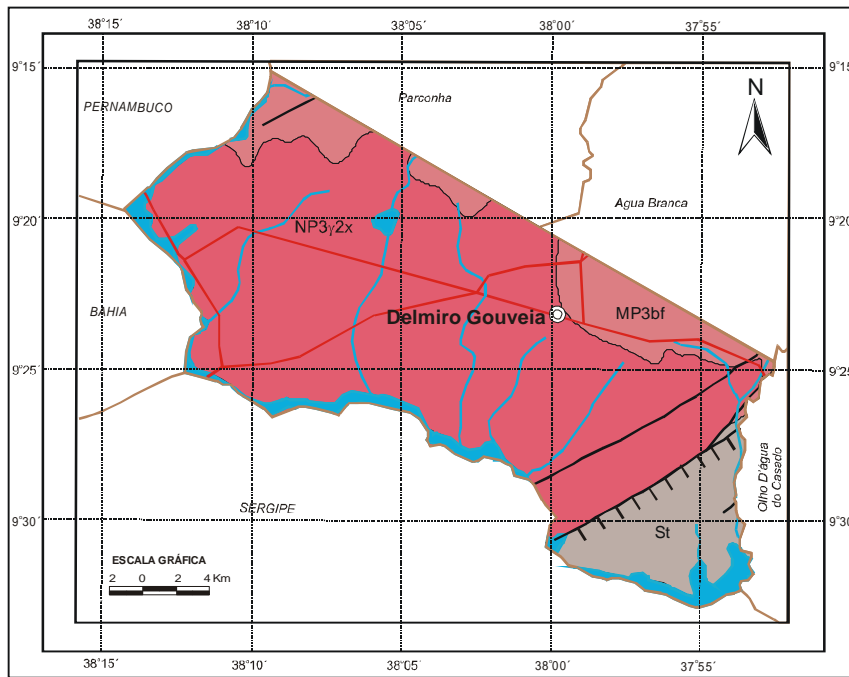 38°15´ 38°10´ 38°05´ 38°00´ 37°55´
9°15´ 9°15´
PERNAMBUCO
Parconha
N
9°20´ 9°20´
Agua Branca
NP3γ2x
BAHIA
MP3bf
Delmiro Gouveia
9°25´ 9°25´
Olho D'água
do Casado
SERGIPE
9°30´ 9°30´
St
ESCALA GRÁFICA
2 0 2 4 Km
38°15´ 38°10´ 38°05´ 38°00´ 37°55´